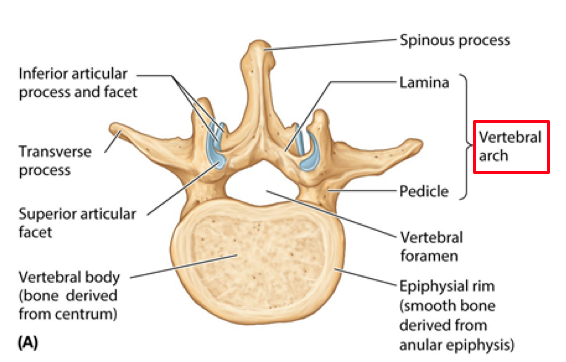 Spinous process
Inferior articular
process and facet
Lamina
Vertebral
arch
Transverse
process
Pedicle
Superior articular
facet
Vertebral
foramen
Vertebral body
(bone derived
from centrum)
Epiphysial rim
(smooth bone
derived from
anular epiphysis)
(A)